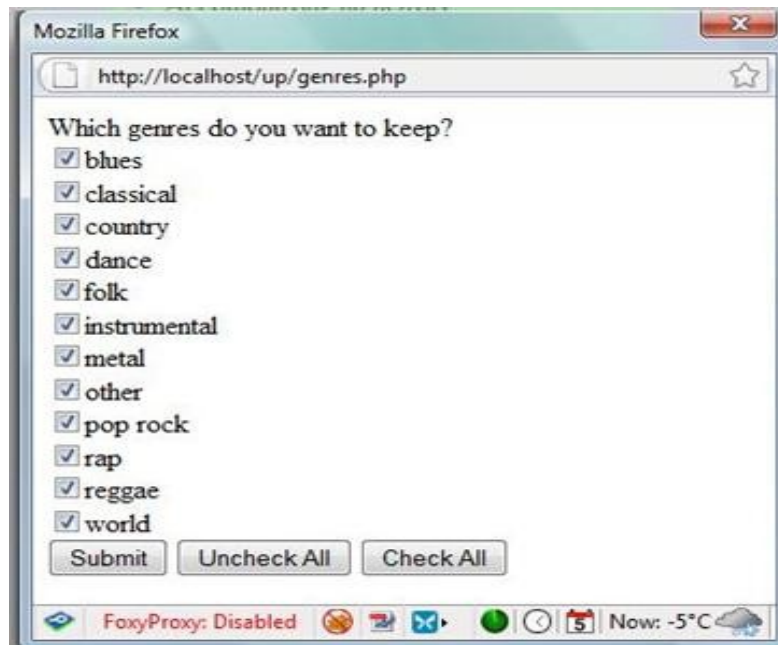 Mozilla Firefox
http://localhost/up/genres.php
Which genres do you want to keep?
blues
classical
country
dance
folk
instrumental
metal
other
pop rock
rap
reggae
world
Submit Uncheck All Check All
FoxyProxy: Disabled 5 Now: -5°C